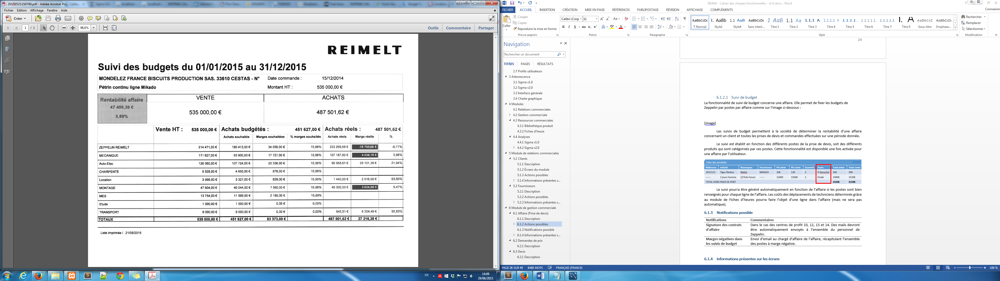 20150521150749.pdf - Adobe Acrobat Pro
Fichier Edition Affichage Fenêtre Aide
Créer
1 / 1 98,6% Outils Commentaire Partager
REIMELT
Suivi des budgets du 01/01/2015 au 31/12/2015
MONDELEZ FRANCE BISCUITS PRODUCTION SAS. 33610 CESTAS - N° Date commande : 15/12/2014
Pétrin continu ligne Mikado Montant HT : 535 000,00 €
Rentabilité affaire VENTE ACHATS
47 498,38 €
535 000,00 € 487 501,62 €
8,88%
Vente HT : 535 000,00 € Achats budgétés : 451 627,00 € Achats réels : 487 501,62 €
Achats souhaités Marges souhaitées % marges souhaités Achats réels Marge réelle %
ZEPPELIN REIMELT 214 471,00 € 180 413,00 € 34 058,00 € 15,88% 233 269,68 € -18 798,68 € -8,77%
MECANIQUE 111 627,00 € 93 900,00 € 17 727,00 € 15,88% 107 187,82 € 4 439,18 € 3,98%
Auto-Elec 128 060,00 € 107 724,00 € 20 336,00 € 15,88% 99 958,61 € 28 101,39 € 21,94%
CHARPENTE 5 528,00 € 4 650,00 € 878,00 € 15,88%
Location 3 956,00 € 3 327,00 € 629,00 € 15,90% 1 440,00 € 2 516,00 € 63,60%
MONTAGE 47 604,00 € 40 044,00 € 7 560,00 € 15,88% 45 000,00 € 2 604,00 € 5,47%
MES 13 754,00 € 11 569,00 € 2 185,00 € 15,89%
Etude 1 000,00 € 1 000,00 € 0,00 € 0,00%
TRANSPORT 9 000,00 € 9 000,00 € 0,00 € 0,00% 645,51 € 8 354,49 € 92,83%
TOTAUX 535 000,00 € 451 627,00 € 83 373,00 € 487 501,62 € 27 216,38 €
Liste imprimée l 21/05/2015
FR 14:09
29/06/2015
SIGMA - Cahier des charges fonctionnelles - v1.0.docx - Word
FICHIER ACCUEIL INSERTION CRÉATION MISE EN PAGE RÉFÉRENCES PUBLIPOSTAGE RÉVISION AFFICHAGE COMPLÉMENTS Connexion
Coller
Couper
Copier
Reproduire la mise en forme
Presse-papiers
Calibri (Corp 11
Police
Paragraphe
AaBbCcDc I. AaBb 1.1 AaBl AaBbCcDc 1 AaB 1.1 Aa 1.1.1 A 1.1.1.1 A 1.1.1.1. 1.1.1.1.1. 1.1.1.1.1. I. A AaBbCcD AaBbCcDc
¶ Normal Style1 Style4 Sans interl... Titre 1 Titre 2 Titre 3 Titre 4 Titre 5 Titre 6 Titre 7 Titre 0 Sous-titre Emphase...
Style
Rechercher
Remplacer
Sélectionner
Modification
Navigation
Rechercher un document
TITRES PAGES RÉSULTATS
2.7 Profils utilisateurs
3 Arborescence
3.1 Sigma v1.0
3.2 Sigma v2.0
3.3 Interface générale
3.4 Charte graphique
4 Modules
4.1 Relations commerciales
4.2 Gestion commerciale
4.3 Ressources commerciales
4.3.1 Bibliothèque produit
4.3.2 Fiches d'heure
4.4 Analyses
4.4.1 Sigma v1.0
4.4.2 Sigma v2.0
5 Module de relations commerciales
5.1 Clients
5.1.1 Description
5.1.2 Écrans du module
5.1.3 Actions possibles
5.1.4 Informations présentes s...
5.2 Fournisseurs
5.2.1 Description
5.2.2 Actions possibles
5.2.3 Informations présentes s...
6 Module de gestion commerciale
6.1 Affaire (Prise de devis)
6.1.1 Description
6.1.2 Actions possibles
6.1.3 Notifications possible
6.1.4 Informations présentes s...
6.2 Demandes de prix
6.2.1 Description
6.3 Devis
6.3.1 Description
24
6.1.2.1 Suivi de budget
La fonctionnalité de suivi de budget concerne une affaire. Elle permet de fixer les budgets de
Zeppelin par postes par affaire comme sur l'image ci-dessous :
[image]
Les suivis de budget permettent à la société de déterminer la rentabilité d'une affaire
concernant un client et toutes les prises de devis et commandes effectuées sur une période donnée.
Le suivi est établit en fonction des différents postes de la prise de devis, soit des différents
produits qui sont catégorisés par ces postes. Cette fonctionnalité est disponible une fois activée pour
une affaire par l'utilisateur.
Liste des produits
Référence Intitulé Remarques Fournisseur PU achat PU vente Quantité Poste Total achat Total vente
2012123 Tiges filetées Blabla MIKADO 10€ 13€ 3 R Henschel 30€ 39€
------ 2 jours homme Cf fiche heure ------ 1200€ 1560€ 2 Etude 2400€ 3120€
TOTAL HORS FRAIS DE PORT 2430€ 3159€
Le suivi pourra être généré automatiquement en fonction de l'affaire si les postes sont bien
renseignés pour chaque ligne de l'affaire. Les coûts des déplacements de techniciens déterminés grâce
au module de Fiches d'heures pourra faire l'objet d'une ligne dans l'affaire (mais ne sera pas
automatique).
6.1.3 Notifications possible
Notifications Commentaires
Signature des contrats d'affaire Dans le cas des centres de profit 10, 12, 13 et 14. Des mails devront
être automatiquement envoyés à l'ensemble du personnel de
Zeppelin.
Marges négatives dans Envoi d'email au chargé d'affaire de l'affaire, récapitulant l'ensemble
les suivis de budget des postes à marge négative.
6.1.4 Informations présentes sur les écrans
PAGE 26 SUR 49 8480 MOTS FRANÇAIS (FRANCE) 100 %